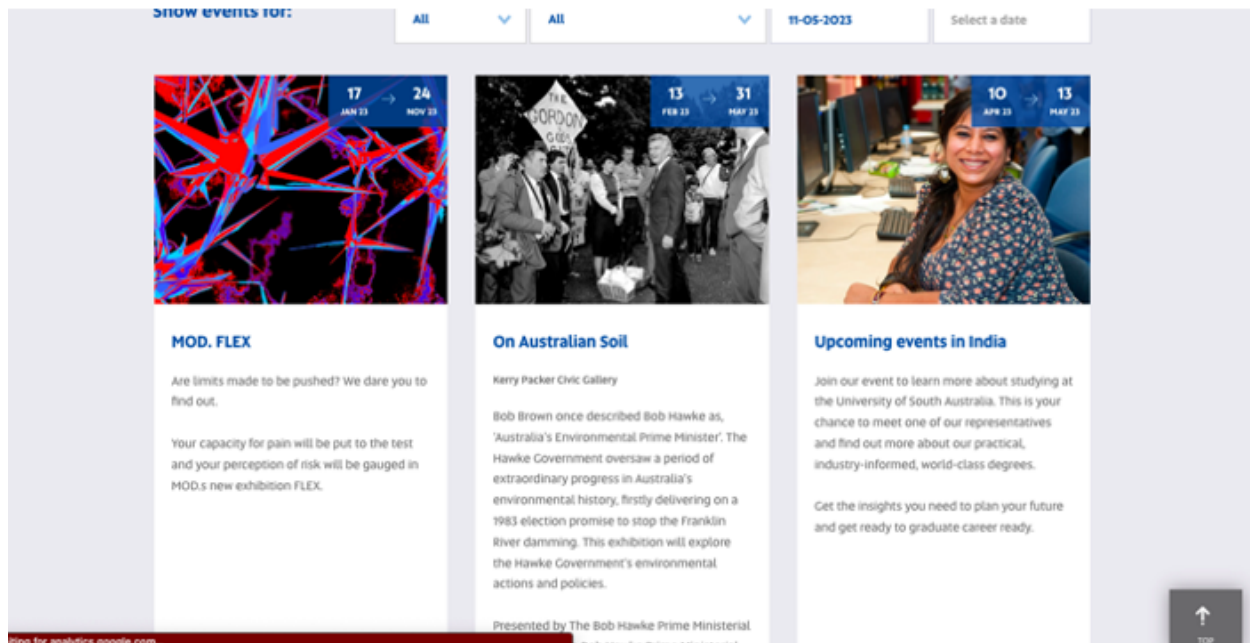 Show events for:
All
All
11-05-2023
Select a date
17 → 24
JAN 23 NOV 23
13 → 31
FEB 23 MAY 23
10 → 13
APR 23 MAY 23
THE
GORDON
MOD. FLEX
Are limits made to be pushed? We dare you to
find out.
Your capacity for pain will be put to the test
and your perception of risk will be gauged in
MOD.s new exhibition FLEX.
On Australian Soil
Kerry Packer Civic Gallery
Bob Brown once described Bob Hawke as,
'Australia's Environmental Prime Minister'. The
Hawke Government oversaw a period of
extraordinary progress in Australia's
environmental history, firstly delivering on a
1983 election promise to stop the Franklin
River damming. This exhibition will explore
the Hawke Government's environmental
actions and policies.
Presented by The Bob Hawke Prime Ministerial
Upcoming events in India
Join our event to learn more about studying at
the University of South Australia. This is your
chance to meet one of our representatives
and find out more about our practical,
industry-informed, world-class degrees.
Get the insights you need to plan your future
and get ready to graduate career ready.
iting for analytics.google.com
TOP